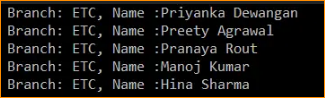 Branch: ETC, Name :Priyanka Dewangan
Branch: ETC, Name :Preety Agrawal
Branch: ETC, Name :Pranaya Rout
Branch: ETC, Name :Manoj Kumar
Branch: ETC, Name :Hina Sharma